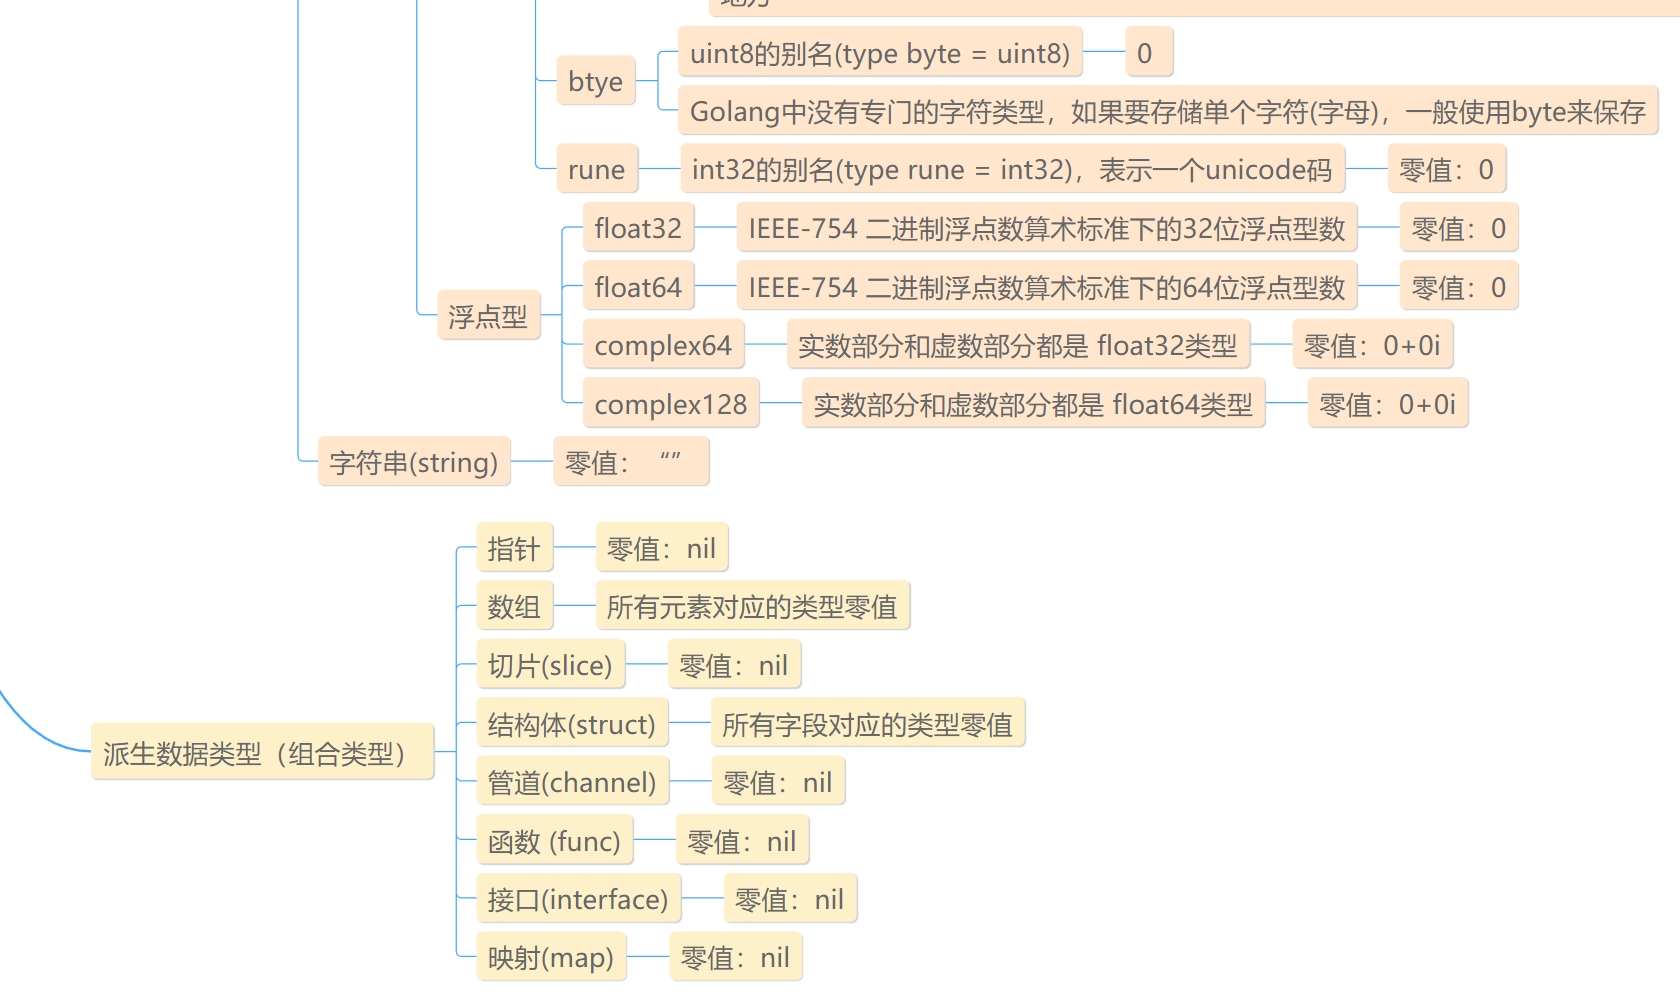 btye
uint8的别名(type byte = uint8)
0
Golang中没有专门的字符类型，如果要存储单个字符(字母)，一般使用byte来保存
rune
int32的别名(type rune = int32)，表示一个unicode码
零值：0
浮点型
float32
IEEE-754 二进制浮点数算术标准下的32位浮点型数
零值：0
float64
IEEE-754 二进制浮点数算术标准下的64位浮点型数
零值：0
complex64
实数部分和虚数部分都是 float32类型
零值：0+0i
complex128
实数部分和虚数部分都是 float64类型
零值：0+0i
字符串(string)
零值： “”
派生数据类型（组合类型）
指针
零值：nil
数组
所有元素对应的类型零值
切片(slice)
零值：nil
结构体(struct)
所有字段对应的类型零值
管道(channel)
零值：nil
函数 (func)
零值：nil
接口(interface)
零值：nil
映射(map)
零值：nil